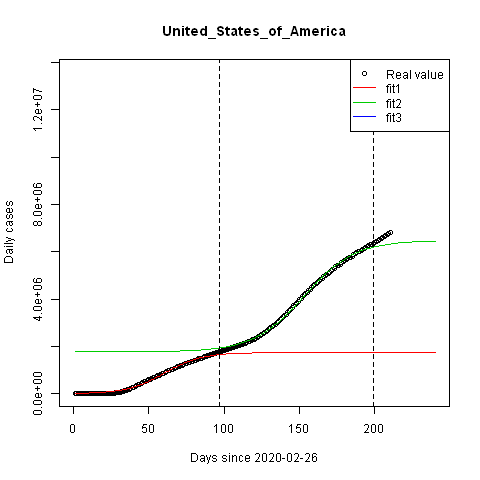 United_States_of_America
Real value
fit1
fit2
fit3
Daily cases
1.2e+07
8.0e+06
4.0e+06
0.0e+00
0 50 100 150 200
Days since 2020-02-26